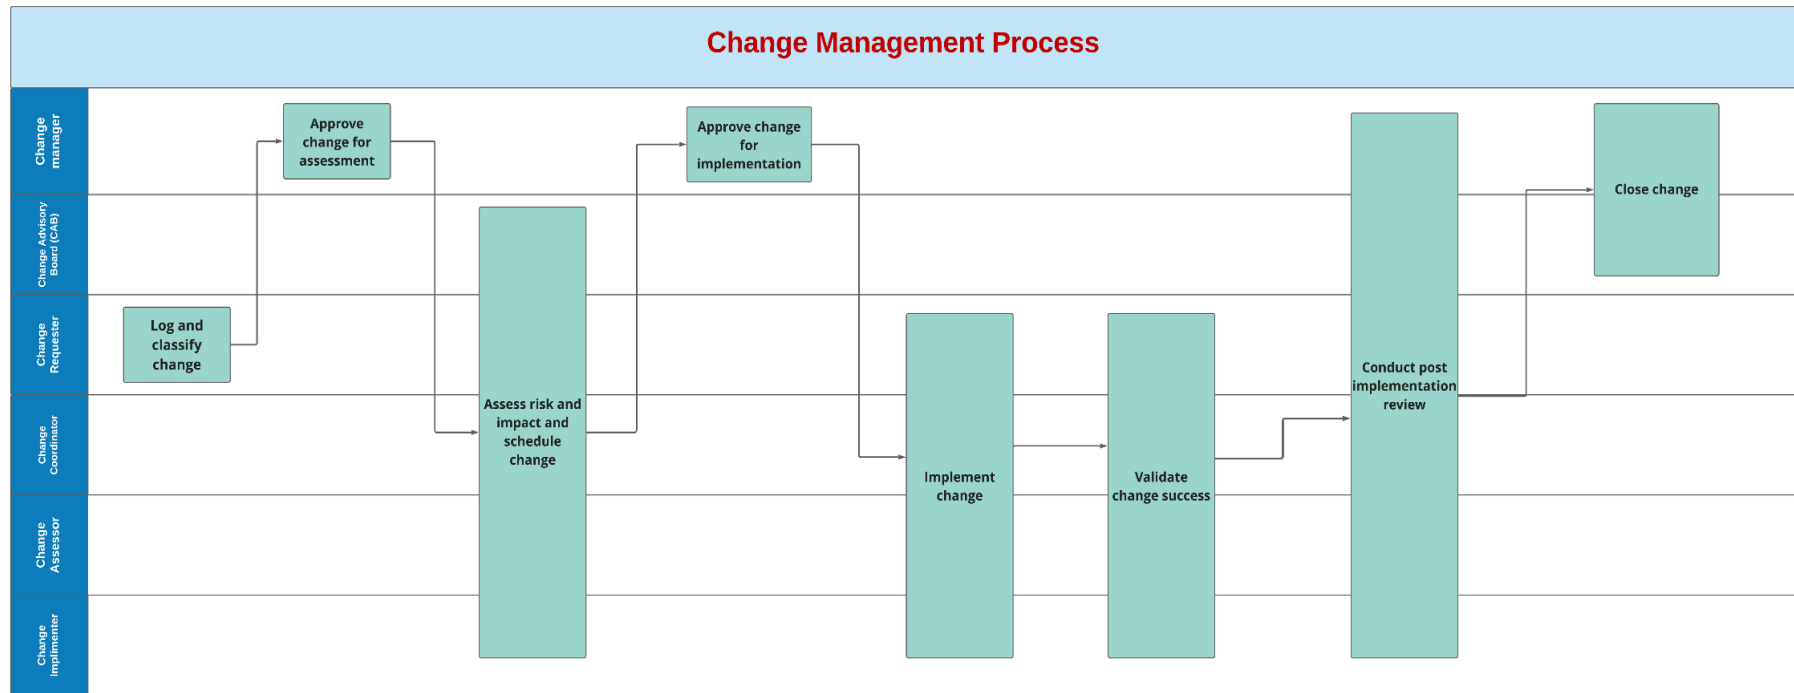 Change Management Process
Change
manager
Change Advisory
Board (CAB)
Change
Requester
Change
Coordinator
Change
Assessor
Change
Implimenter
Log and
classify
change
Approve
change for
assessment
Assess risk and
impact and
schedule
change
Approve change
for
implementation
Implement
change
Validate
change success
Conduct post
implementation
review
Close change